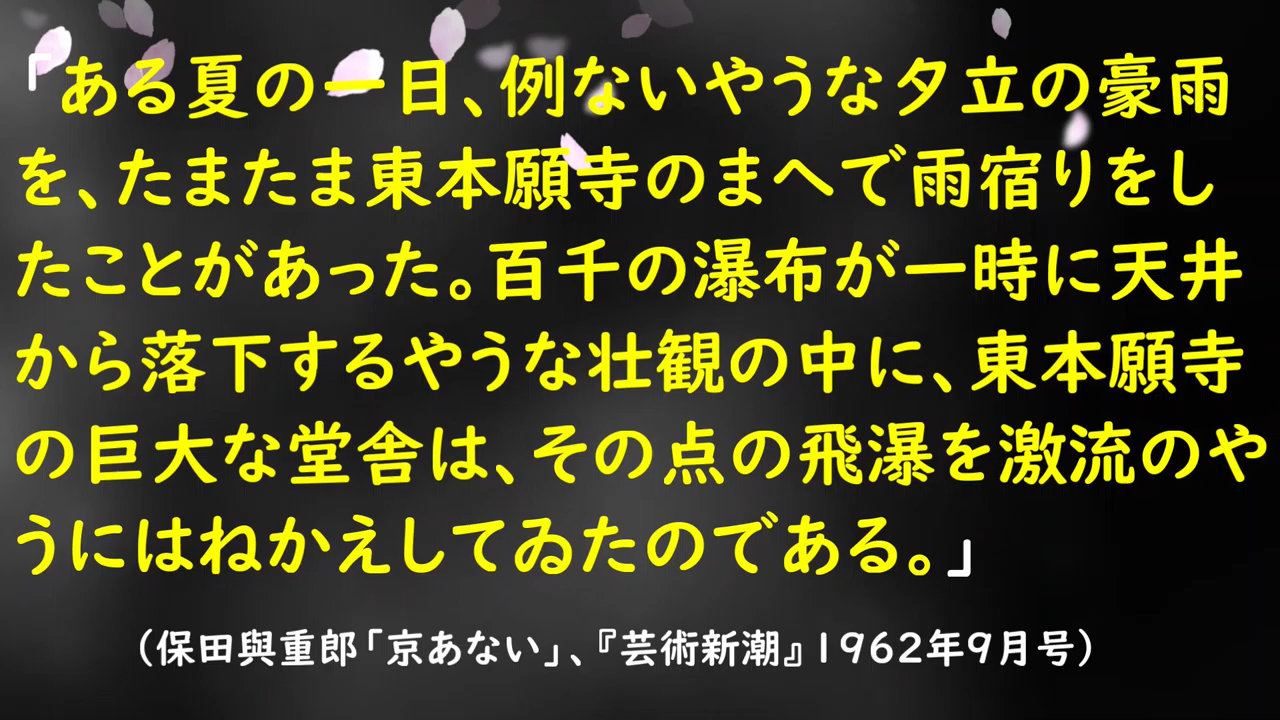 「ある夏の一日、例ないやうな夕立の豪雨
を、たまたま東本願寺のまへで雨宿りをし
たことがあった。百千の瀑布が一時に天井
から落下するやうな壮観の中に、東本願寺
の巨大な堂舎は、その点の飛瀑を激流のや
うにはねかえしてゐたのである。」
（保田與重郎「京あない」、『芸術新潮』1962年9月号）